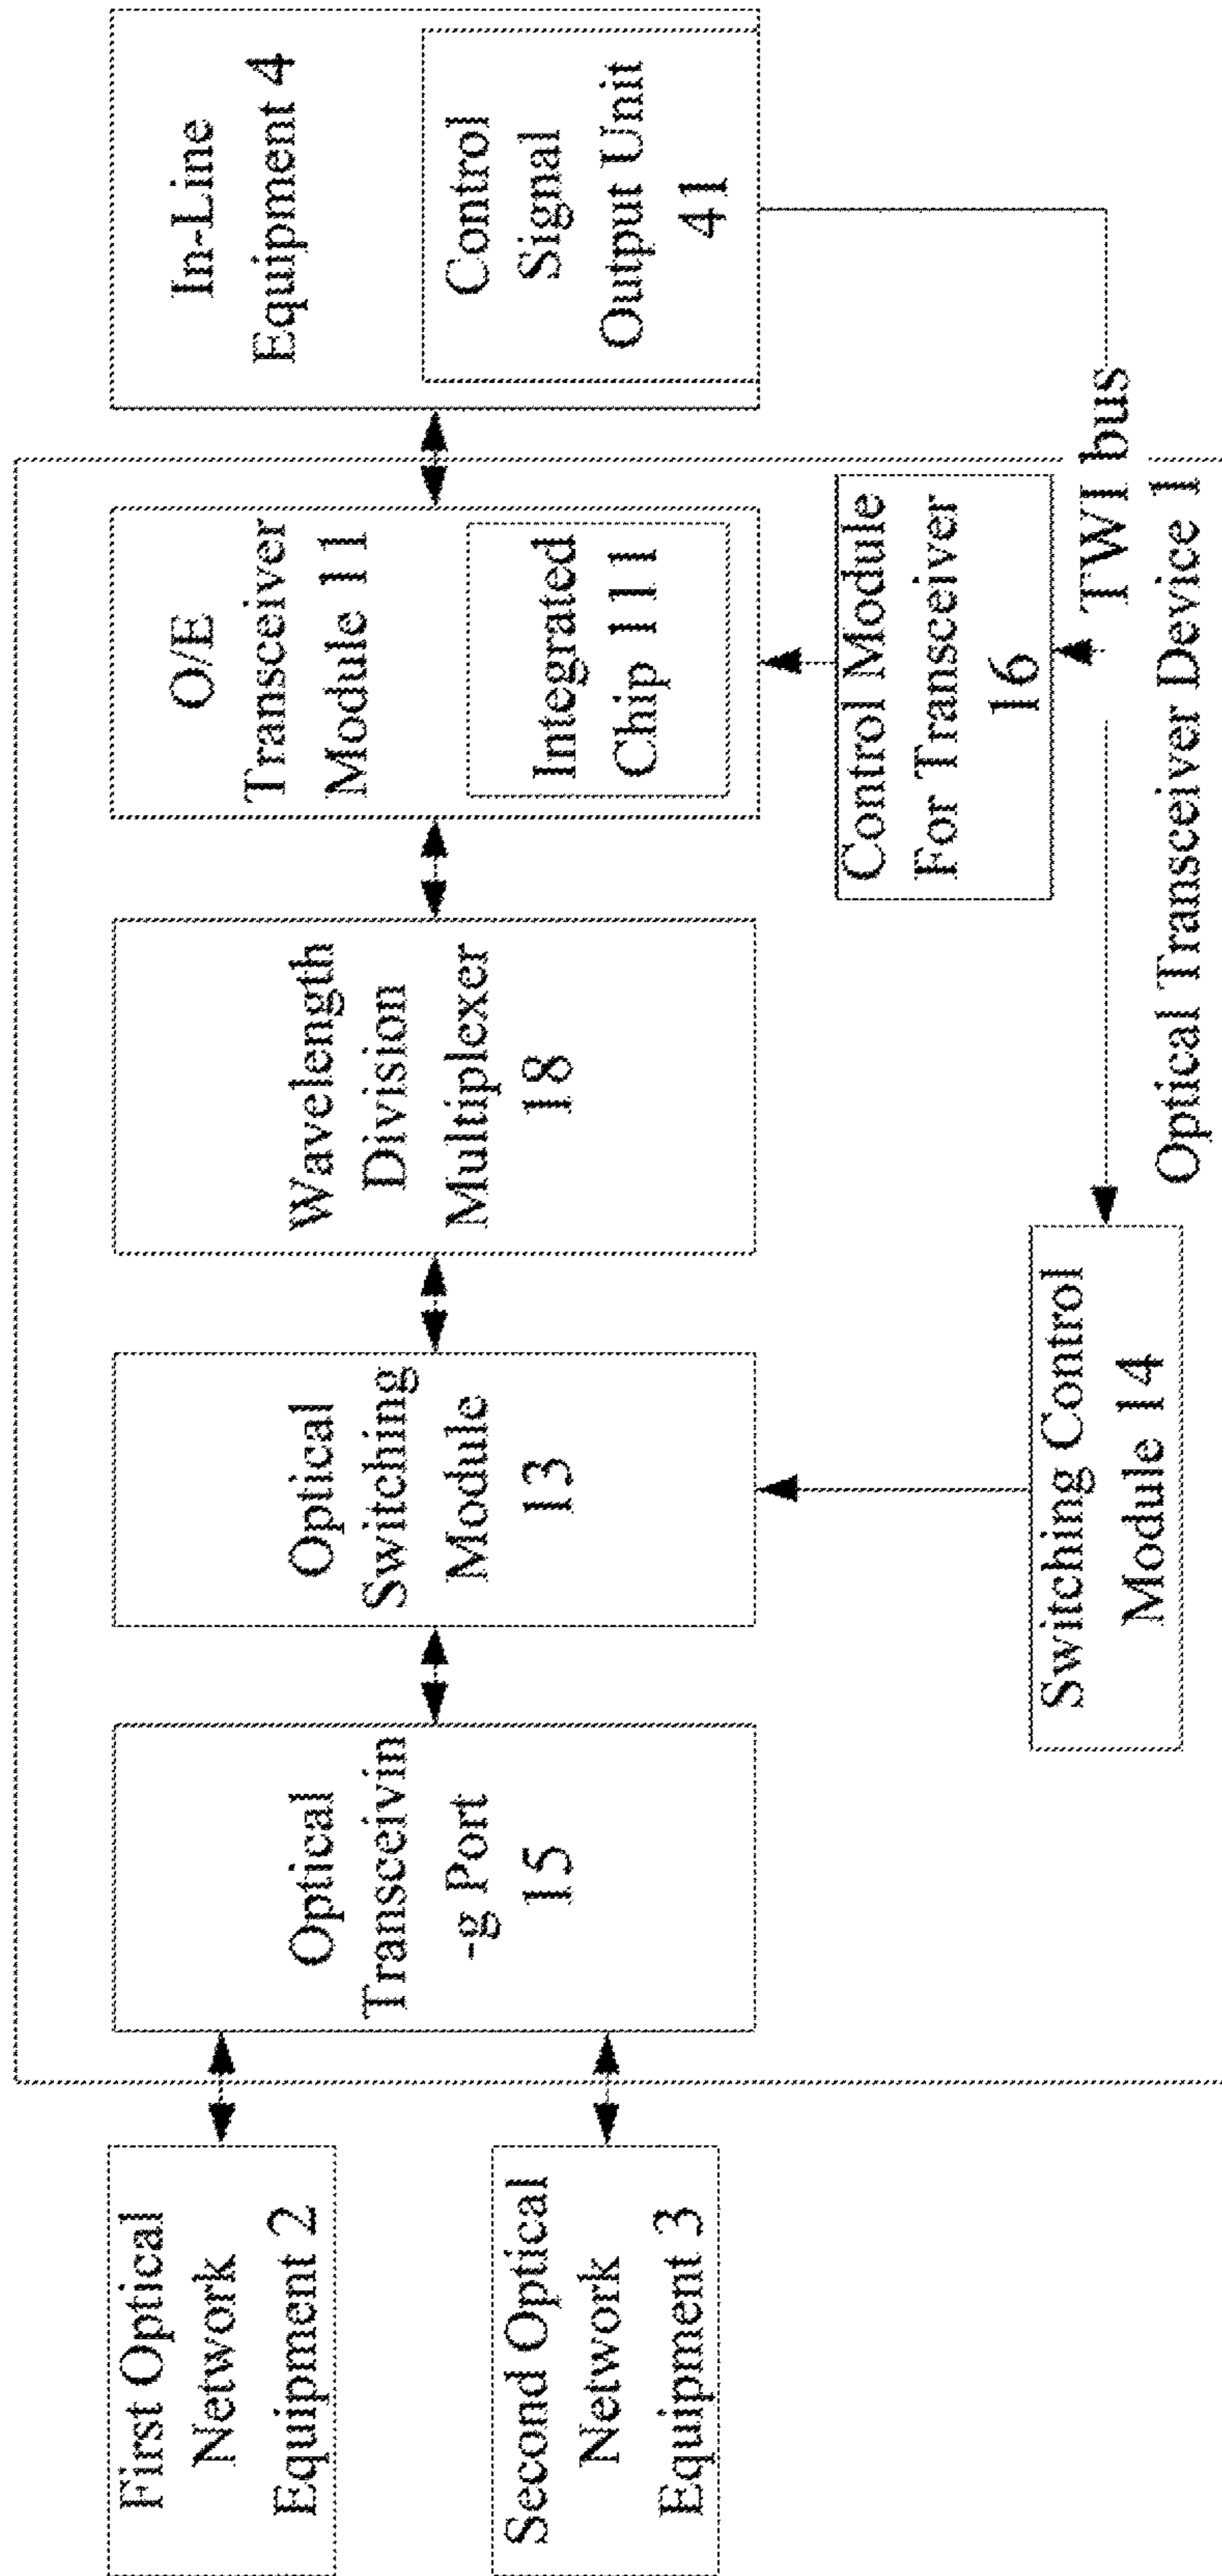 First Optical
Network
Equipment 2
Second Optical
Network
Equipment 3
Optical
Transceivin
-g Port
15
Optical
Switching
Module
13
Wavelength
Division
Multiplexer
18
O/E
Transceiver
Module 11
Integrated
Chip 111
In-Line
Equipment 4
Control
Signal
Output Unit
41
Control Module
For Transceiver
16
TWI bus
Switching Control
Module 14
Optical Transceiver Device 1